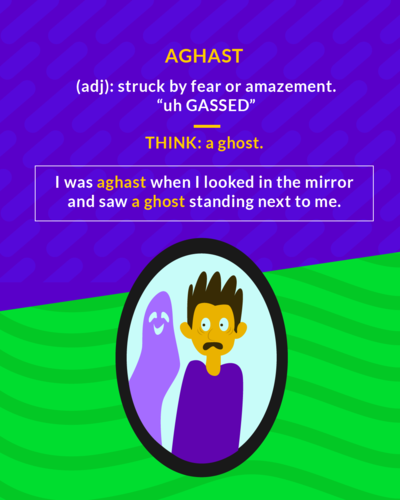 AGHAST
(adj): struck by fear or amazement.
“uh GASSED”
THINK: a ghost.
I was aghast when I looked in the mirror
and saw a ghost standing next to me.